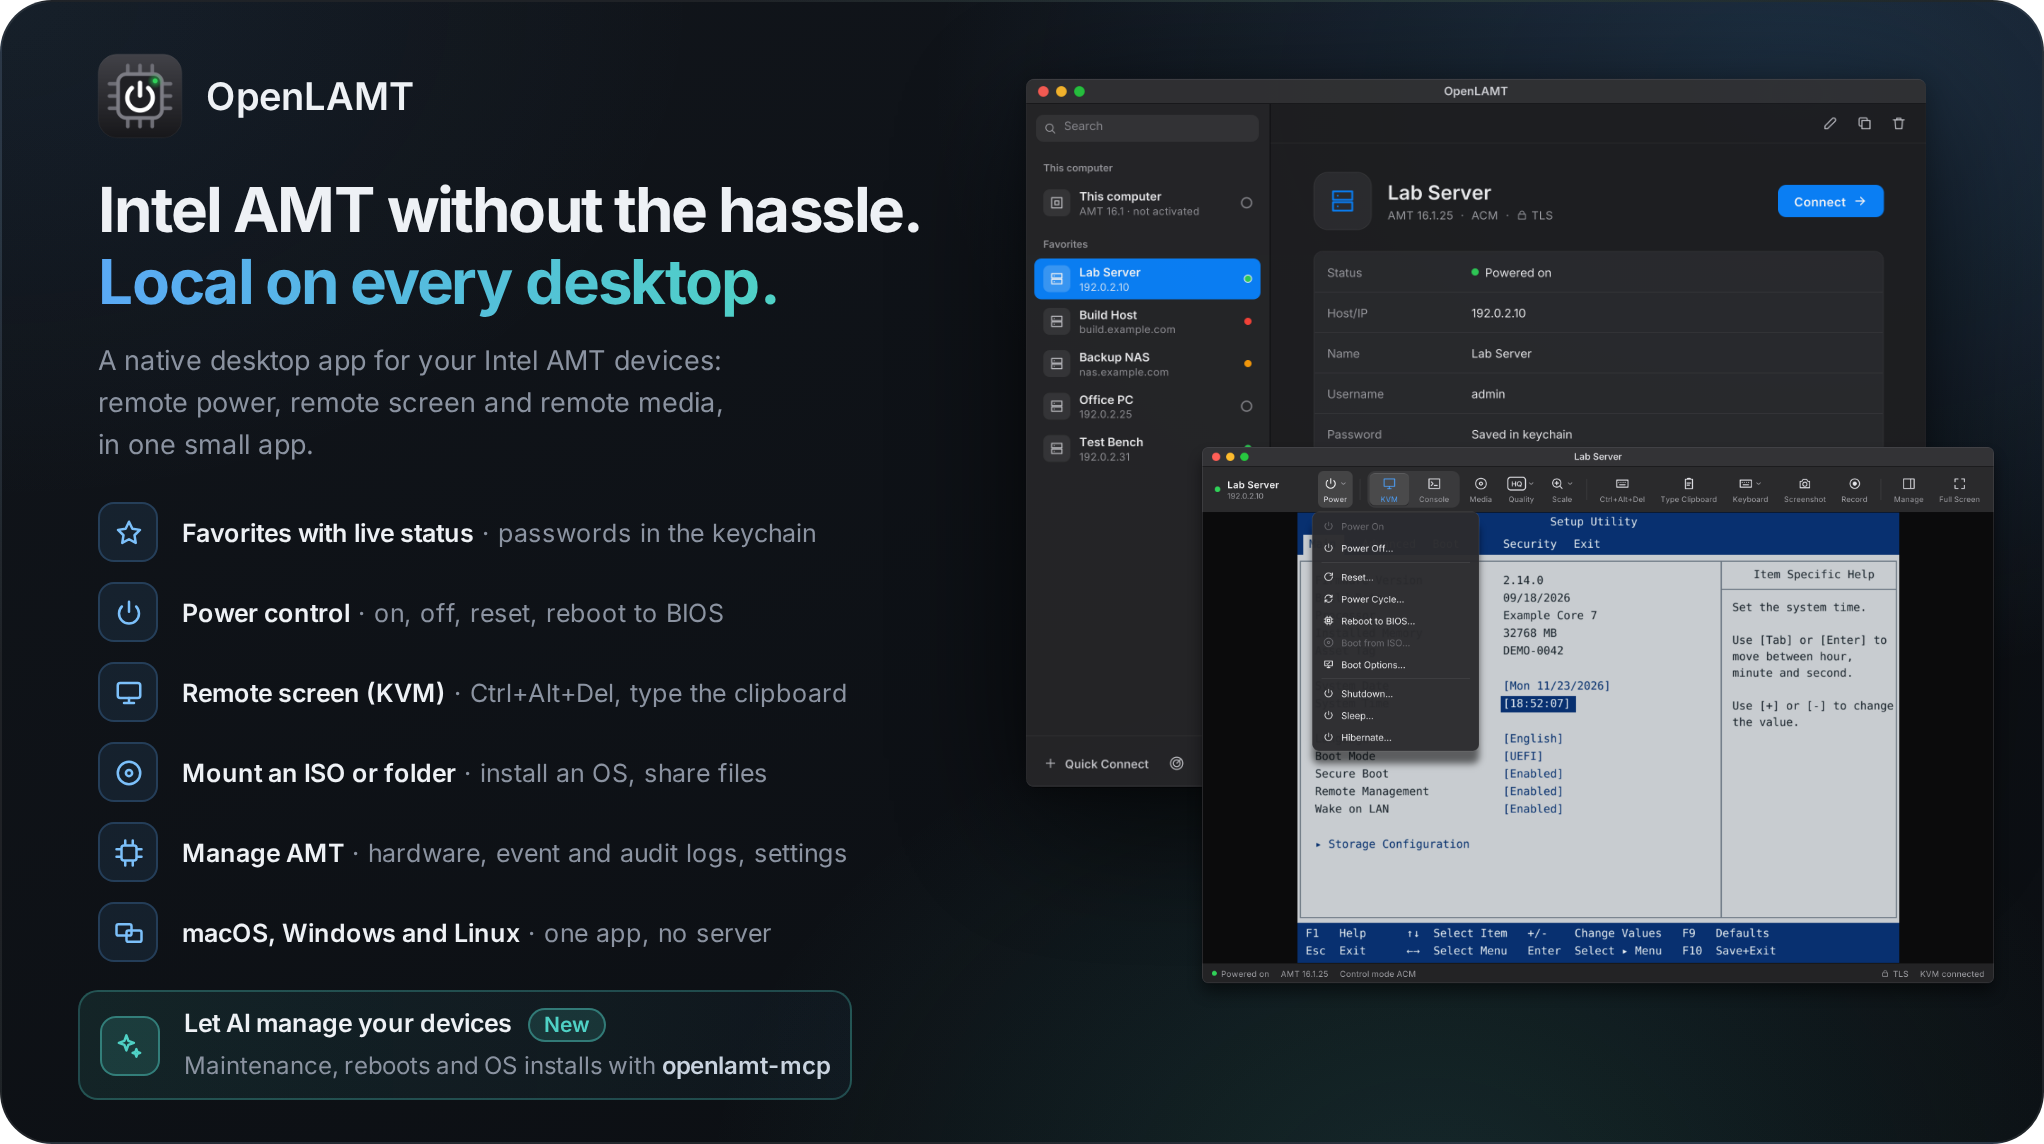 OpenLAMT
Intel AMT without the hassle.
Local on every desktop.
A native desktop app for your Intel AMT devices:
remote power, remote screen and remote media,
in one small app.
Favorites with live status · passwords in the keychain
Power control · on, off, reset, reboot to BIOS
Remote screen (KVM) · Ctrl+Alt+Del, type the clipboard
Mount an ISO or folder · install an OS, share files
Manage AMT · hardware, event and audit logs, settings
macOS, Windows and Linux · one app, no server
Let AI manage your devices New
Maintenance, reboots and OS installs with openlamt-mcp
OpenLAMT
Search
This computer
This computer
AMT 16.1 · not activated
Favorites
Lab Server
192.0.2.10
Build Host
build.example.com
Backup NAS
nas.example.com
Office PC
192.0.2.25
Test Bench
192.0.2.31
+ Quick Connect
Lab Server
AMT 16.1.25 · ACM · TLS
Connect →
Status Powered on
Host/IP 192.0.2.10
Name Lab Server
Username admin
Password Saved in keychain
Lab Server
Lab Server
192.0.2.10
Power KVM Console Media HQ Quality Scale Ctrl+Alt+Del Type Clipboard Keyboard Screenshot Record Manage Full Screen
Power On
Power Off...
Reset...
Power Cycle...
Reboot to BIOS...
Boot from ISO...
Boot Options...
Shutdown...
Sleep...
Hibernate...
Setup Utility
Security Exit
2.14.0
09/18/2026
Example Core 7
32768 MB
DEMO-0042
[Mon 11/23/2026]
[18:52:07]
[English]
Boot Mode [UEFI]
Secure Boot [Enabled]
Remote Management [Enabled]
Wake on LAN [Enabled]
▸ Storage Configuration
Item Specific Help
Set the system time.
Use [Tab] or [Enter] to
move between hour,
minute and second.
Use [+] or [-] to change
the value.
F1 Help ↑↓ Select Item +/- Change Values F9 Defaults
Esc Exit ←→ Select Menu Enter Select ▸ Menu F10 Save+Exit
Powered on AMT 16.1.25 Control mode ACM TLS KVM connected